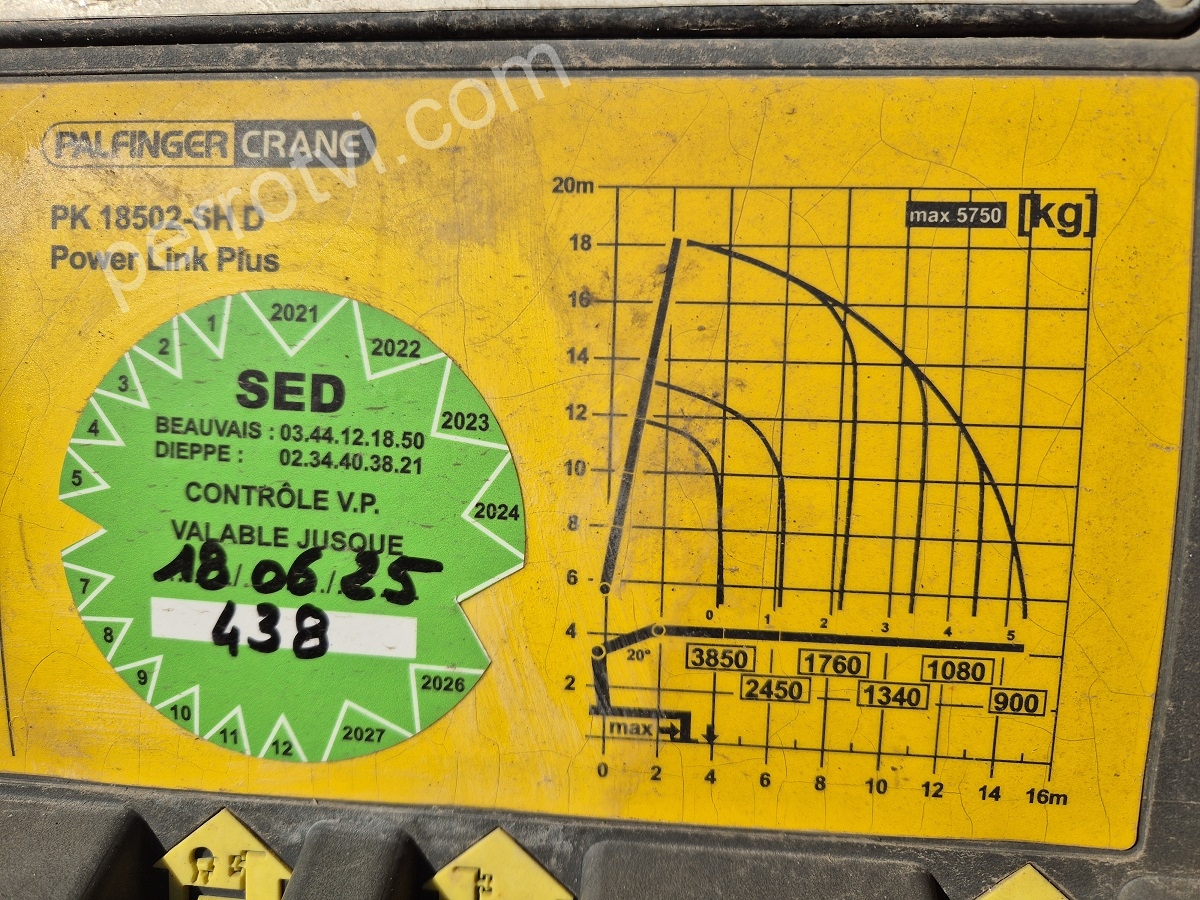 PALFINGER CRANE
PK 18502-SH D
Power Link Plus
perotvi.com
2021
2022
2023
2024
2026
2027
1
2
3
4
5
7
8
9
10
11
12
SED
BEAUVAIS : 03.44.12.18.50
DIEPPE : 02.34.40.38.21
CONTRÔLE V.P.
VALABLE JUSQUE
18/06/25
438
20m
18
16
14
12
10
8
6
4
2
max 5750 [kg]
0 1 2 3 4 5
20°
3850 1760 1080
2450 1340 900
max
0 2 4 6 8 10 12 14 16m